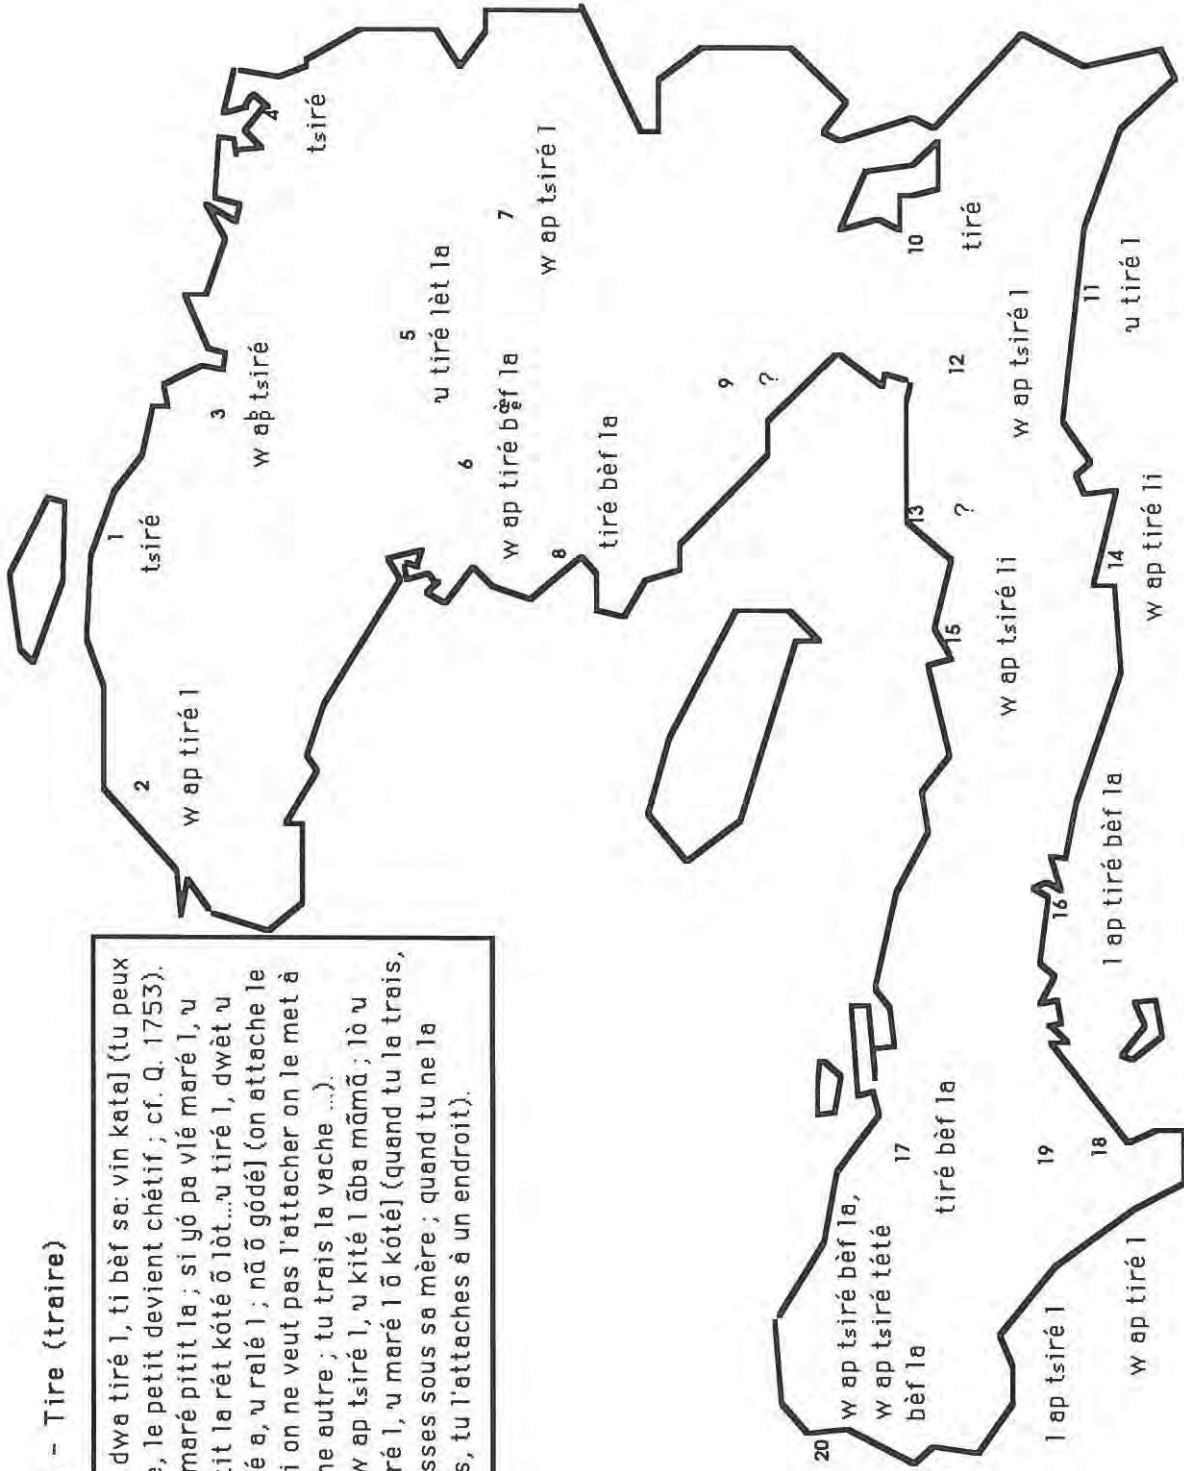 – Tire (traire)
dwa tiré l, ti bèf sa: vin kata] (tu peux
e, le petit devient chétif ; cf. Q. 1753).
maré pitit la ; si yó pa vlé maré l, u
tit la rét kóté õ lòt...u tiré l, dwèt u
é a, u ralé l ; nã õ gódé] (on attache le
i on ne veut pas l'attacher on le met à
ne autre ; tu trais la vache ...).
w ap tsiré l, u kité l ãba mãmã ; lò u
ré l, u maré l õ kóté] (quand tu la trais,
sses sous sa mère ; quand tu ne la
s, tu l'attaches à un endroit).
1
tsiré
2
w ap tiré l
3
w ap tsiré
4
tsiré
5
u tiré lèt la
6
w ap tiré bèf la
7
w ap tsiré l
8
tiré bèf la
9
?
10
tiré
11
u tiré l
12
w ap tsiré l
13
?
14
w ap tiré li
15
w ap tsiré li
16
l ap tiré bèf la
17
tiré bèf la
18
w ap tiré l
19
l ap tsiré l
20
w ap tsiré bèf la,
w ap tsiré tété
bèf la